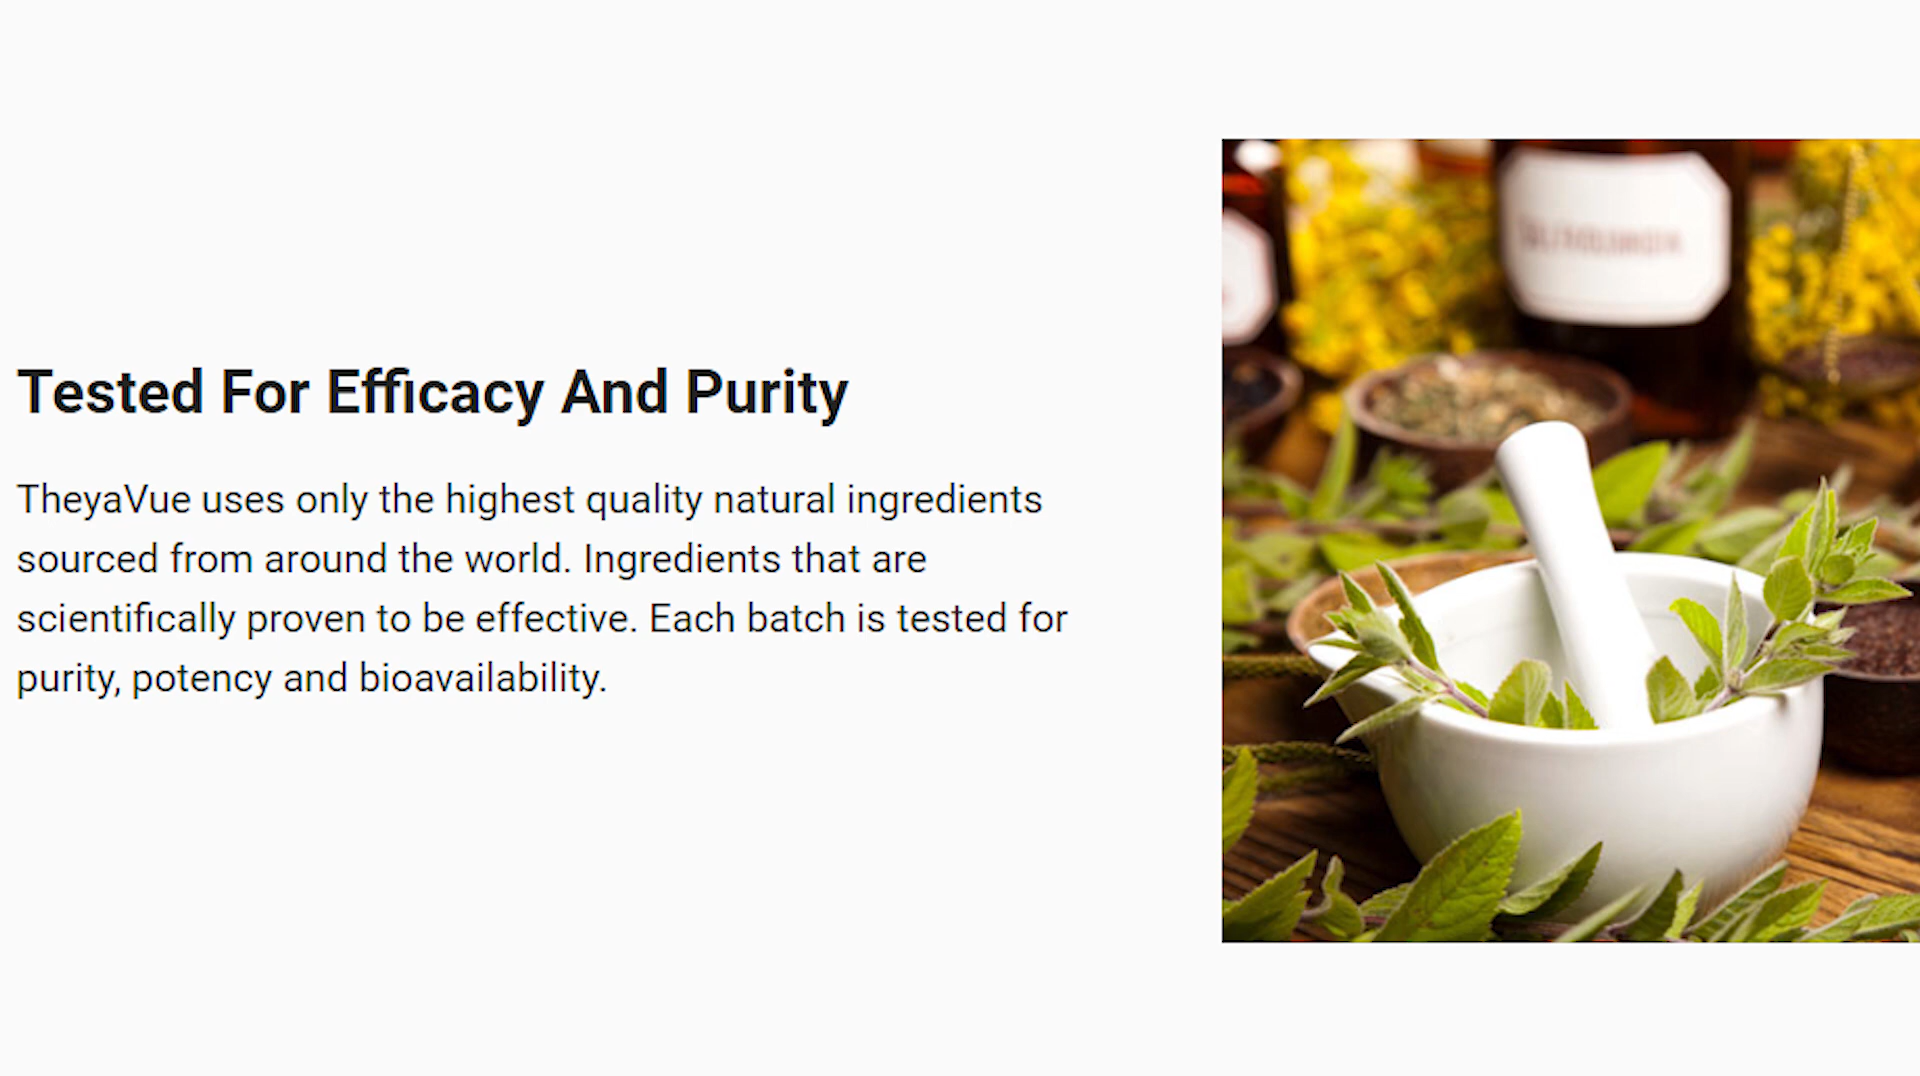 Tested For Efficacy And Purity
TheyaVue uses only the highest quality natural ingredients
sourced from around the world. Ingredients that are
scientifically proven to be effective. Each batch is tested for
purity, potency and bioavailability.